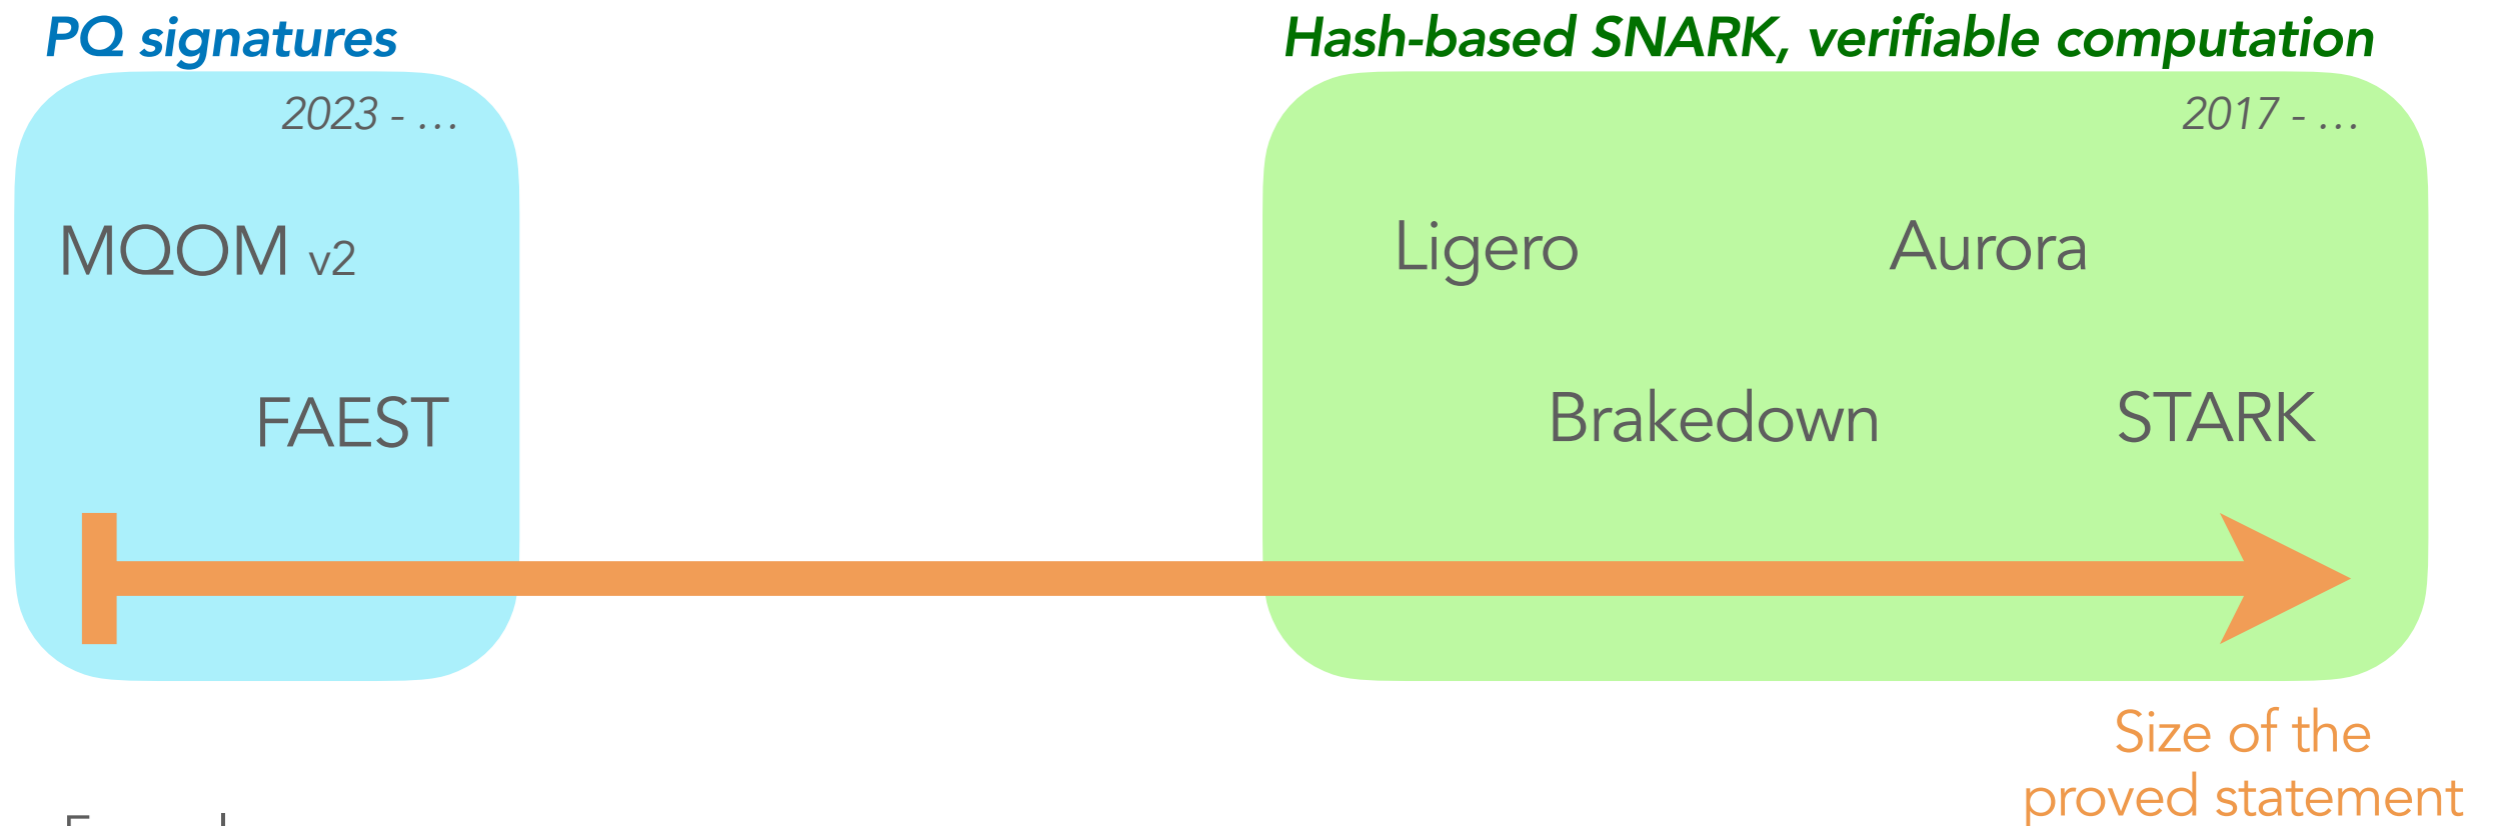 PQ signatures
Hash-based SNARK, verifiable computation
2023 - ...
2017 - ...
MQOM v2
Ligero
Aurora
FAEST
Brakedown
STARK
Size of the
proved statement